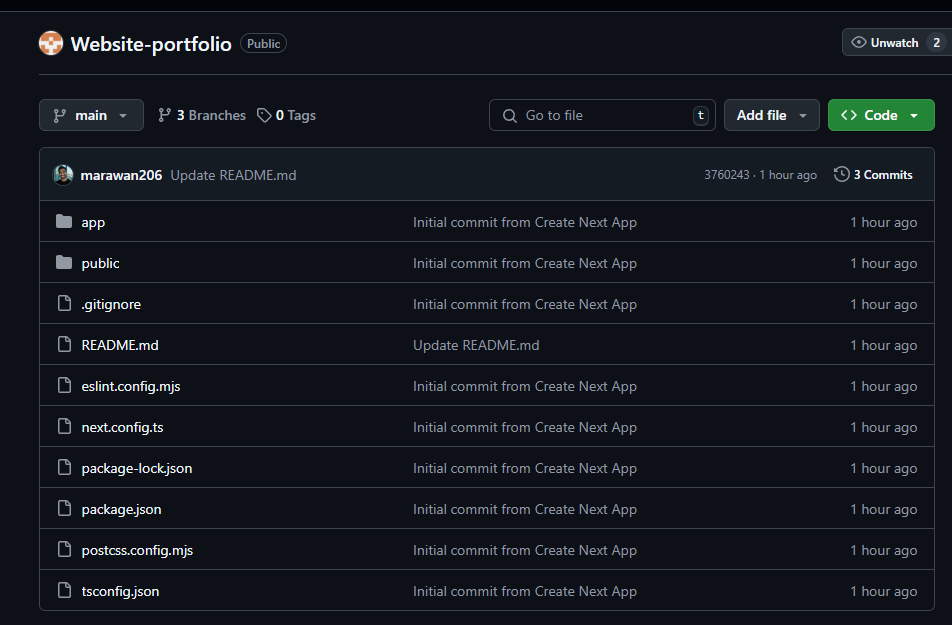 Website-portfolio Public Unwatch 2
main 3 Branches 0 Tags Go to file t Add file Code
marawan206 Update README.md 3760243 · 1 hour ago 3 Commits
app Initial commit from Create Next App 1 hour ago
public Initial commit from Create Next App 1 hour ago
.gitignore Initial commit from Create Next App 1 hour ago
README.md Update README.md 1 hour ago
eslint.config.mjs Initial commit from Create Next App 1 hour ago
next.config.ts Initial commit from Create Next App 1 hour ago
package-lock.json Initial commit from Create Next App 1 hour ago
package.json Initial commit from Create Next App 1 hour ago
postcss.config.mjs Initial commit from Create Next App 1 hour ago
tsconfig.json Initial commit from Create Next App 1 hour ago